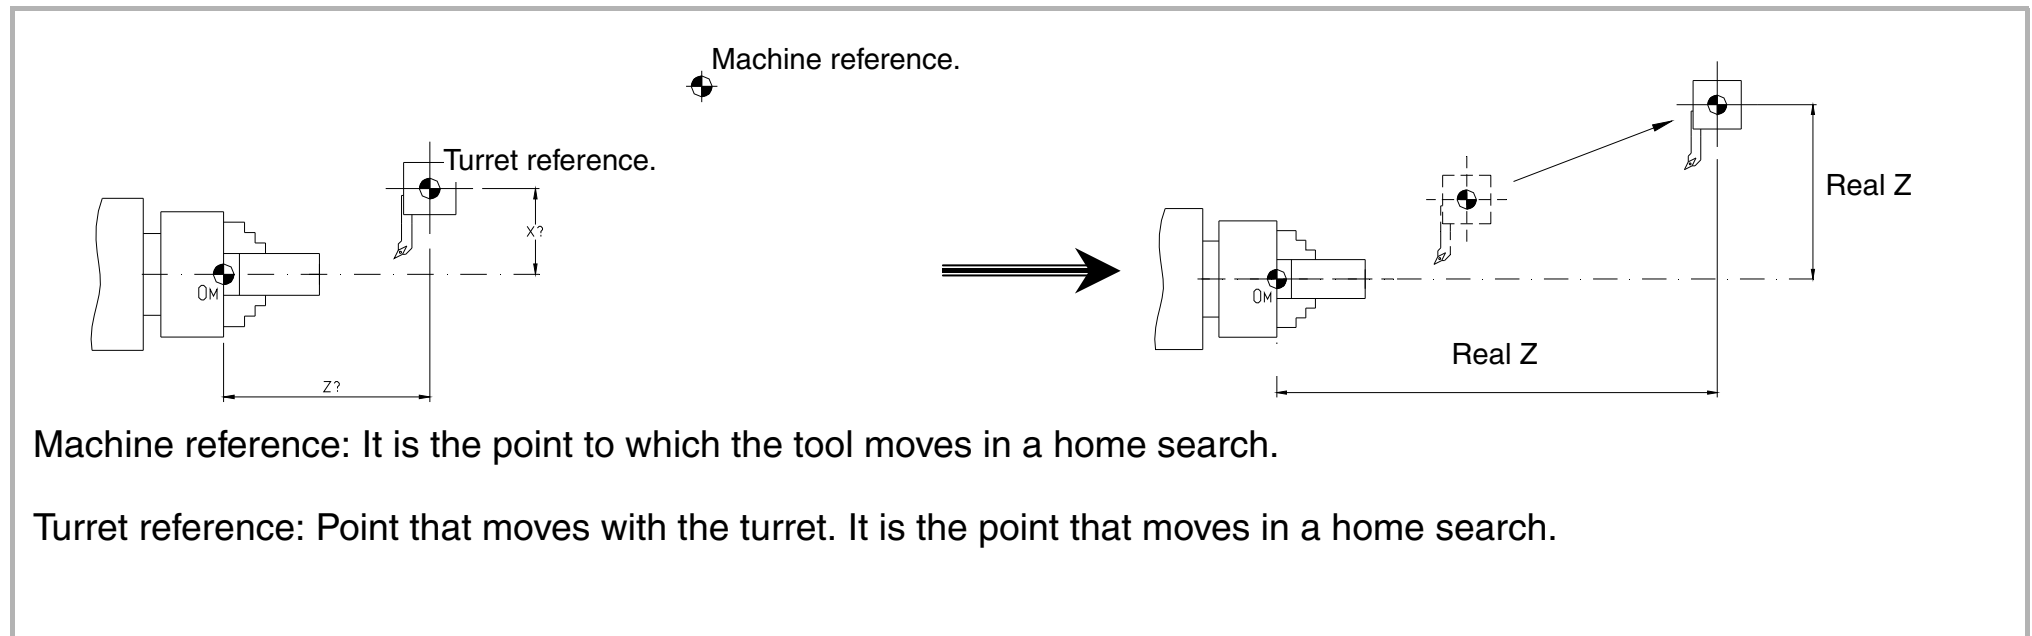 Machine reference.
Turret reference.
X?
OM
Z?
Real Z
OM
Real Z
Machine reference: It is the point to which the tool moves in a home search.
Turret reference: Point that moves with the turret. It is the point that moves in a home search.